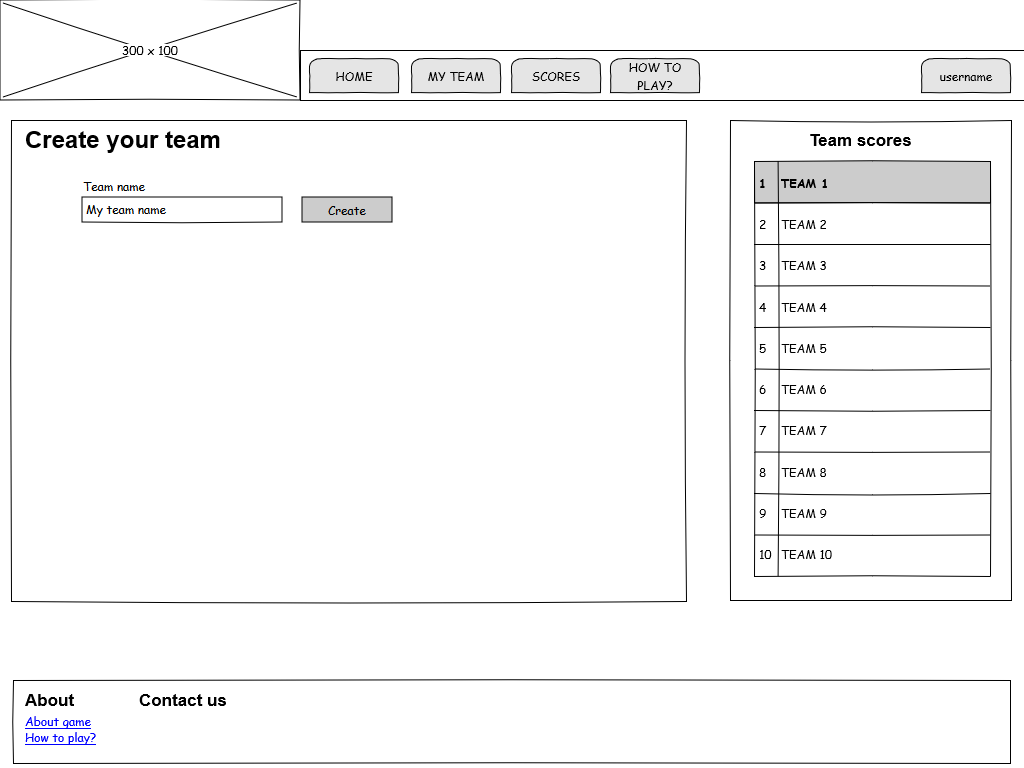 300 x 100
HOME
MY TEAM
SCORES
HOW TO
PLAY?
username
Create your team
Team name
My team name
Create
Team scores
1 TEAM 1
2 TEAM 2
3 TEAM 3
4 TEAM 4
5 TEAM 5
6 TEAM 6
7 TEAM 7
8 TEAM 8
9 TEAM 9
10 TEAM 10
About
Contact us
About game
How to play?